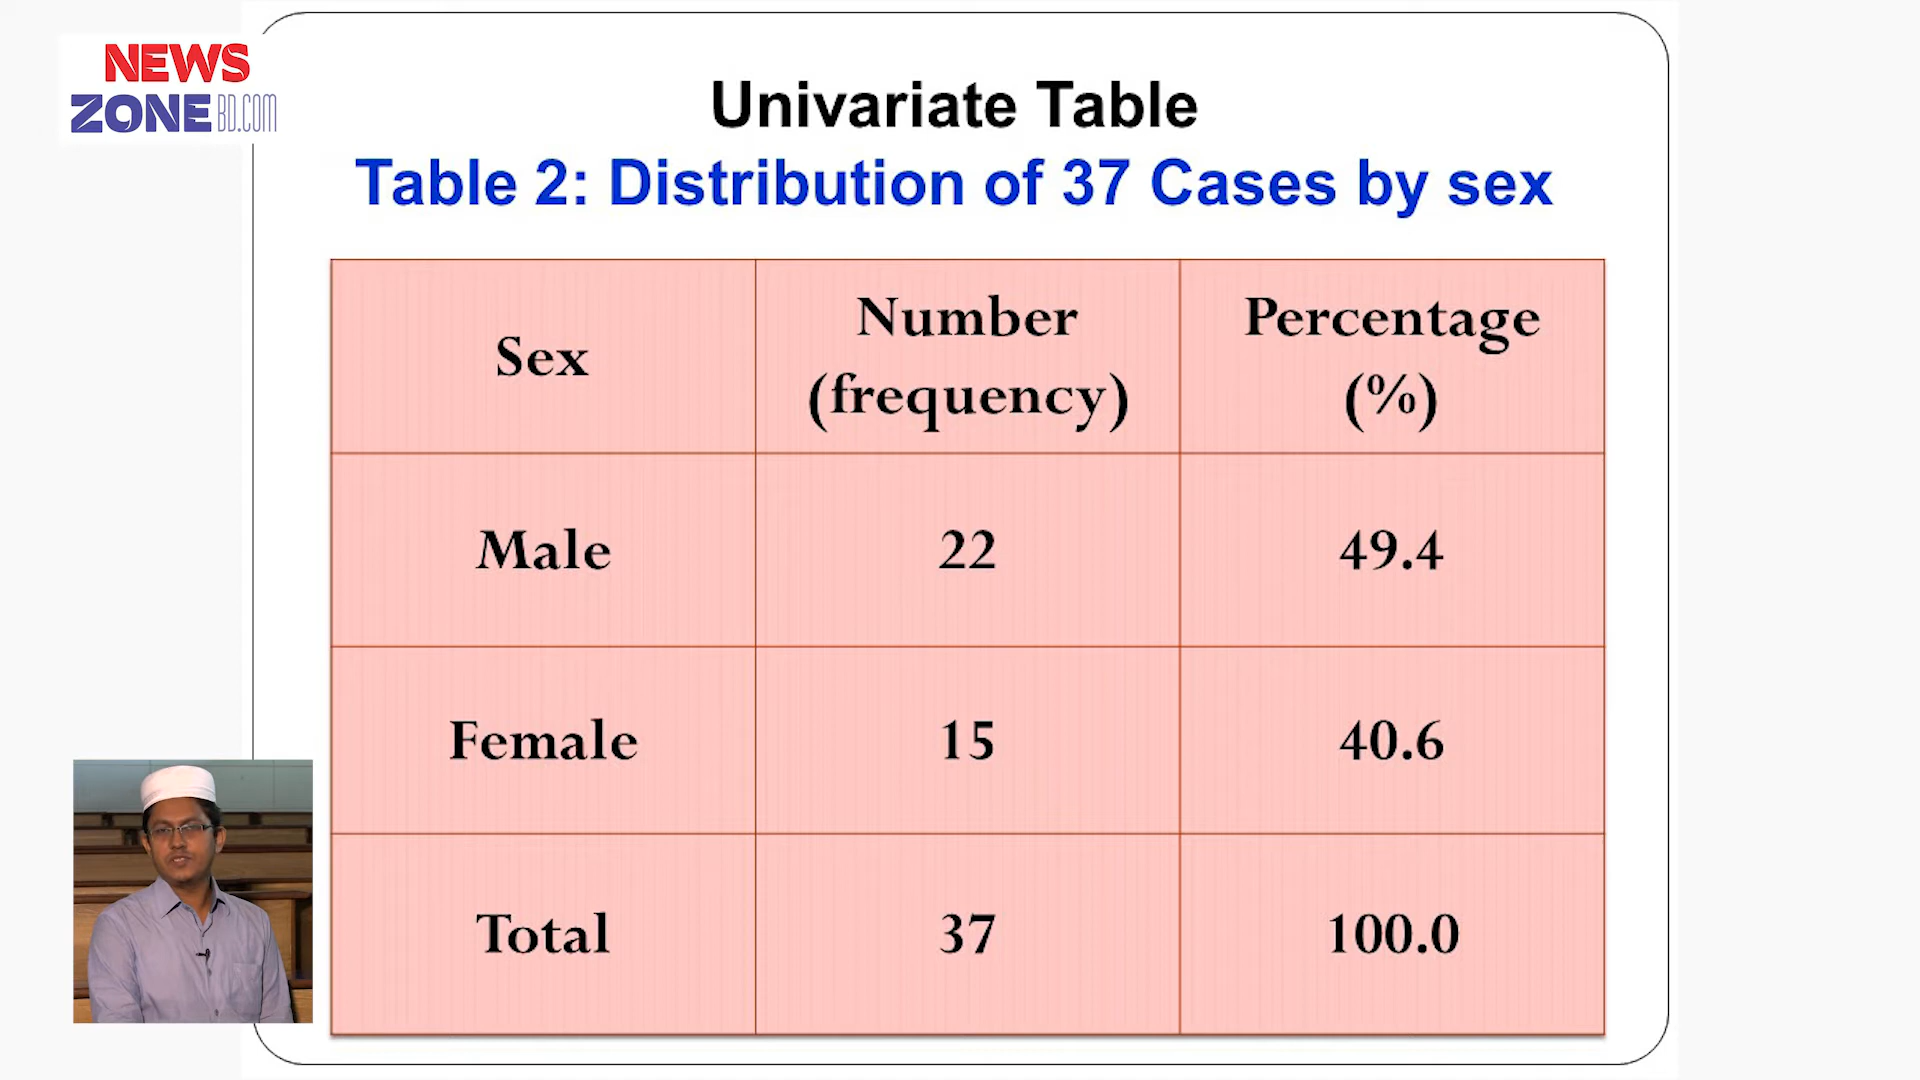 NEWS
ZONE BD.COM
Univariate Table
Table 2: Distribution of 37 Cases by sex
Sex
Number
(frequency)
Percentage
(%)
Male 22 49.4
Female 15 40.6
Total 37 100.0